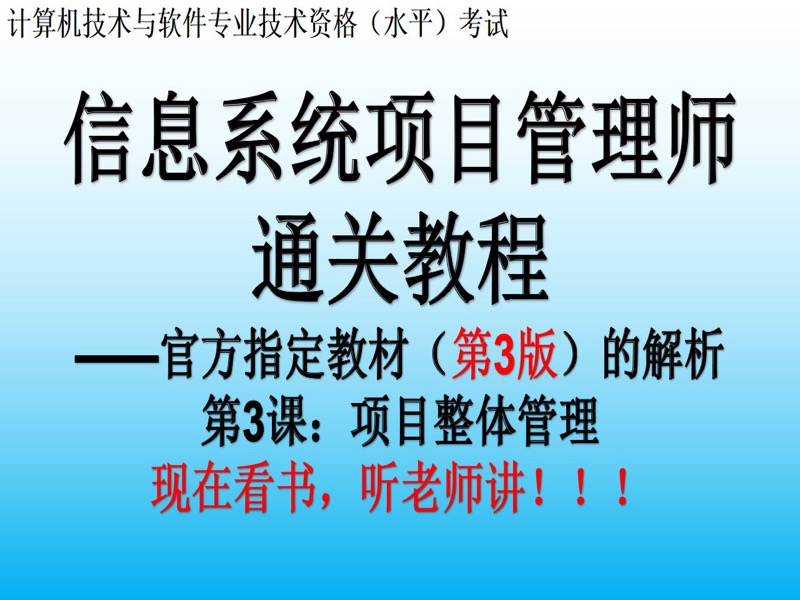 计算机技术与软件专业技术资格（水平）考试
信息系统项目管理师
通关教程
——官方指定教材（第3版）的解析
第3课：项目整体管理
现在看书，听老师讲！！！